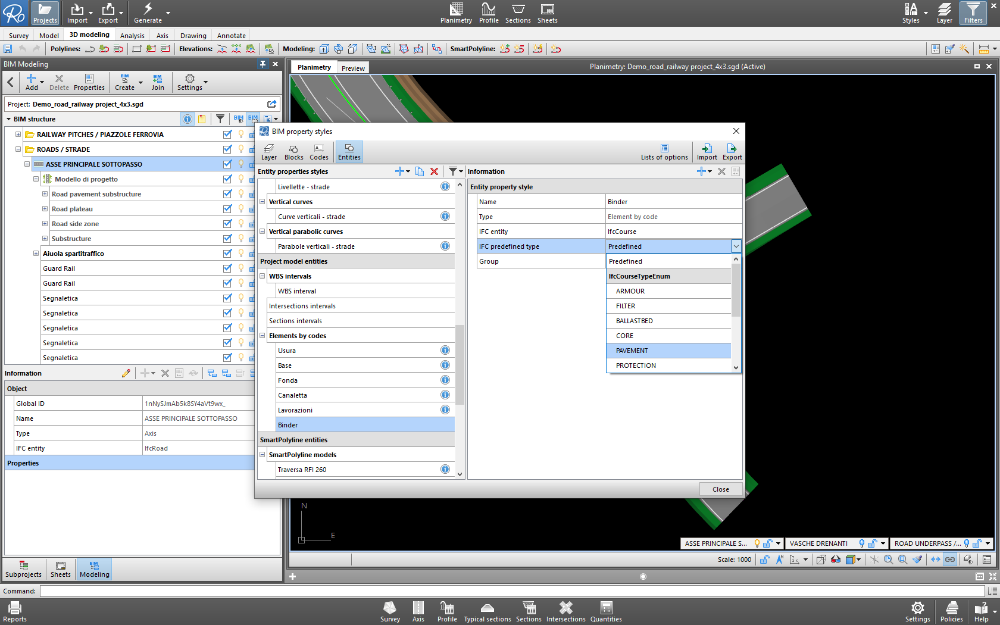 Ro
Projects
Import
Export
Generate
Planimetry
Profile
Sections
Sheets
Styles
Layer
Filters
Survey
Model
3D modeling
Analysis
Axis
Drawing
Annotate
Polylines:
Elevations:
Modeling:
SmartPolyline:
BIM Modeling
Planimetry
Preview
Planimetry: Demo_road_railway project_4x3.sgd (Active)
Add
Delete
Properties
BIM
Create
BIM
Join
Settings
Project: Demo_road_railway project_4x3.sgd
BIM structure
BIM
BIM
RAILWAY PITCHES / PIAZZOLE FERROVIA
ROADS / STRADE
ASSE PRINCIPALE SOTTOPASSO
Modello di progetto
Road pavement substructure
Road plateau
Road side zone
Substructure
Aiuola spartitraffico
Guard Rail
Guard Rail
Segnaletica
Segnaletica
Segnaletica
Segnaletica
Segnaletica
Information
Object
Global ID
1nNySJmAb5k8SY4aVt9wx_
Name
ASSE PRINCIPALE SOTTOPASSO
Type
Axis
IFC entity
IfcRoad
Properties
Subprojects
Sheets
BIM
Modeling
BIM property styles
Layer
Blocks
A...
Codes
Entities
Lists of options
Import
Export
Entity properties styles
Livellette - strade
Vertical curves
Curve verticali - strade
Vertical parabolic curves
Parabole verticali - strade
Project model entities
WBS intervals
WBS interval
Intersections intervals
Sections intervals
Elements by codes
Usura
Base
Fonda
Canaletta
Lavorazioni
Binder
SmartPolyline entities
SmartPolyline models
Traversa RFI 260
Information
Entity property style
Name
Binder
Type
Element by code
IFC entity
IfcCourse
IFC predefined type
Predefined
Group
Predefined
IfcCourseTypeEnum
ARMOUR
FILTER
BALLASTBED
CORE
PAVEMENT
PROTECTION
Close
N
E
ASSE PRINCIPALE S...
VASCHE DRENANTI
ROAD UNDERPASS /...
Scale: 1000
Command:
Reports
Survey
Axis
Profile
Typical sections
Sections
Intersections
Quantities
Settings
Policies
Help